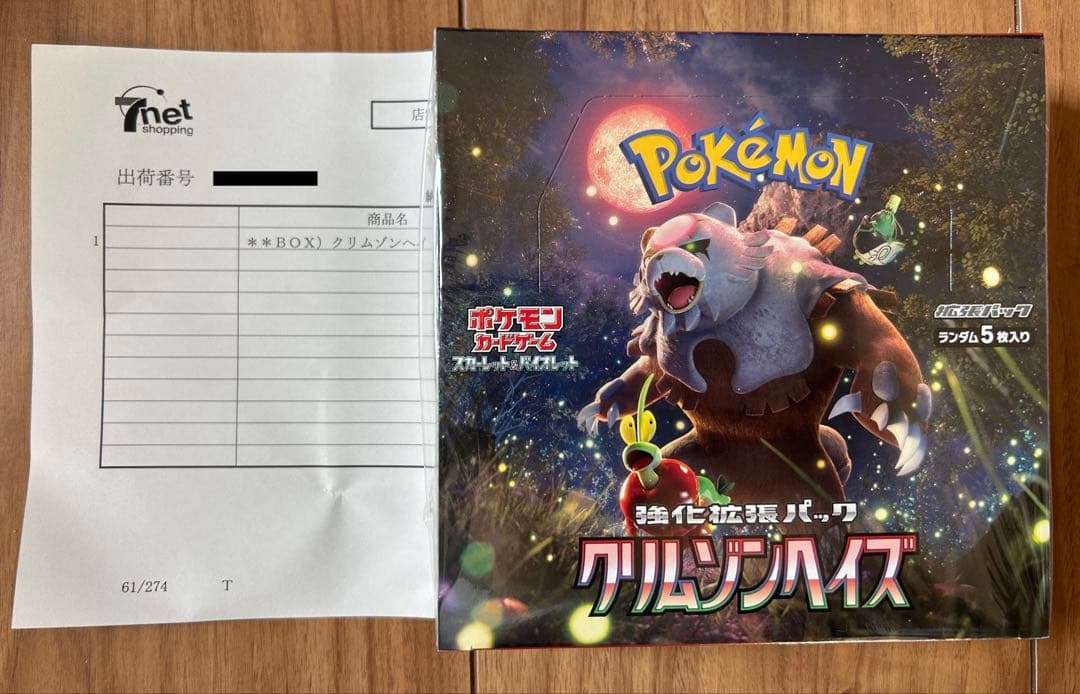 7net
shopping
店
出荷番号
商品名
1
**BOX)クリムゾンヘイ
61/274 T
POKÉMON
ポケモン
カードゲーム
スカーレット&バイオレット
拡張パック
ランダム5枚入り
強化拡張パック
クリムゾンヘイズ